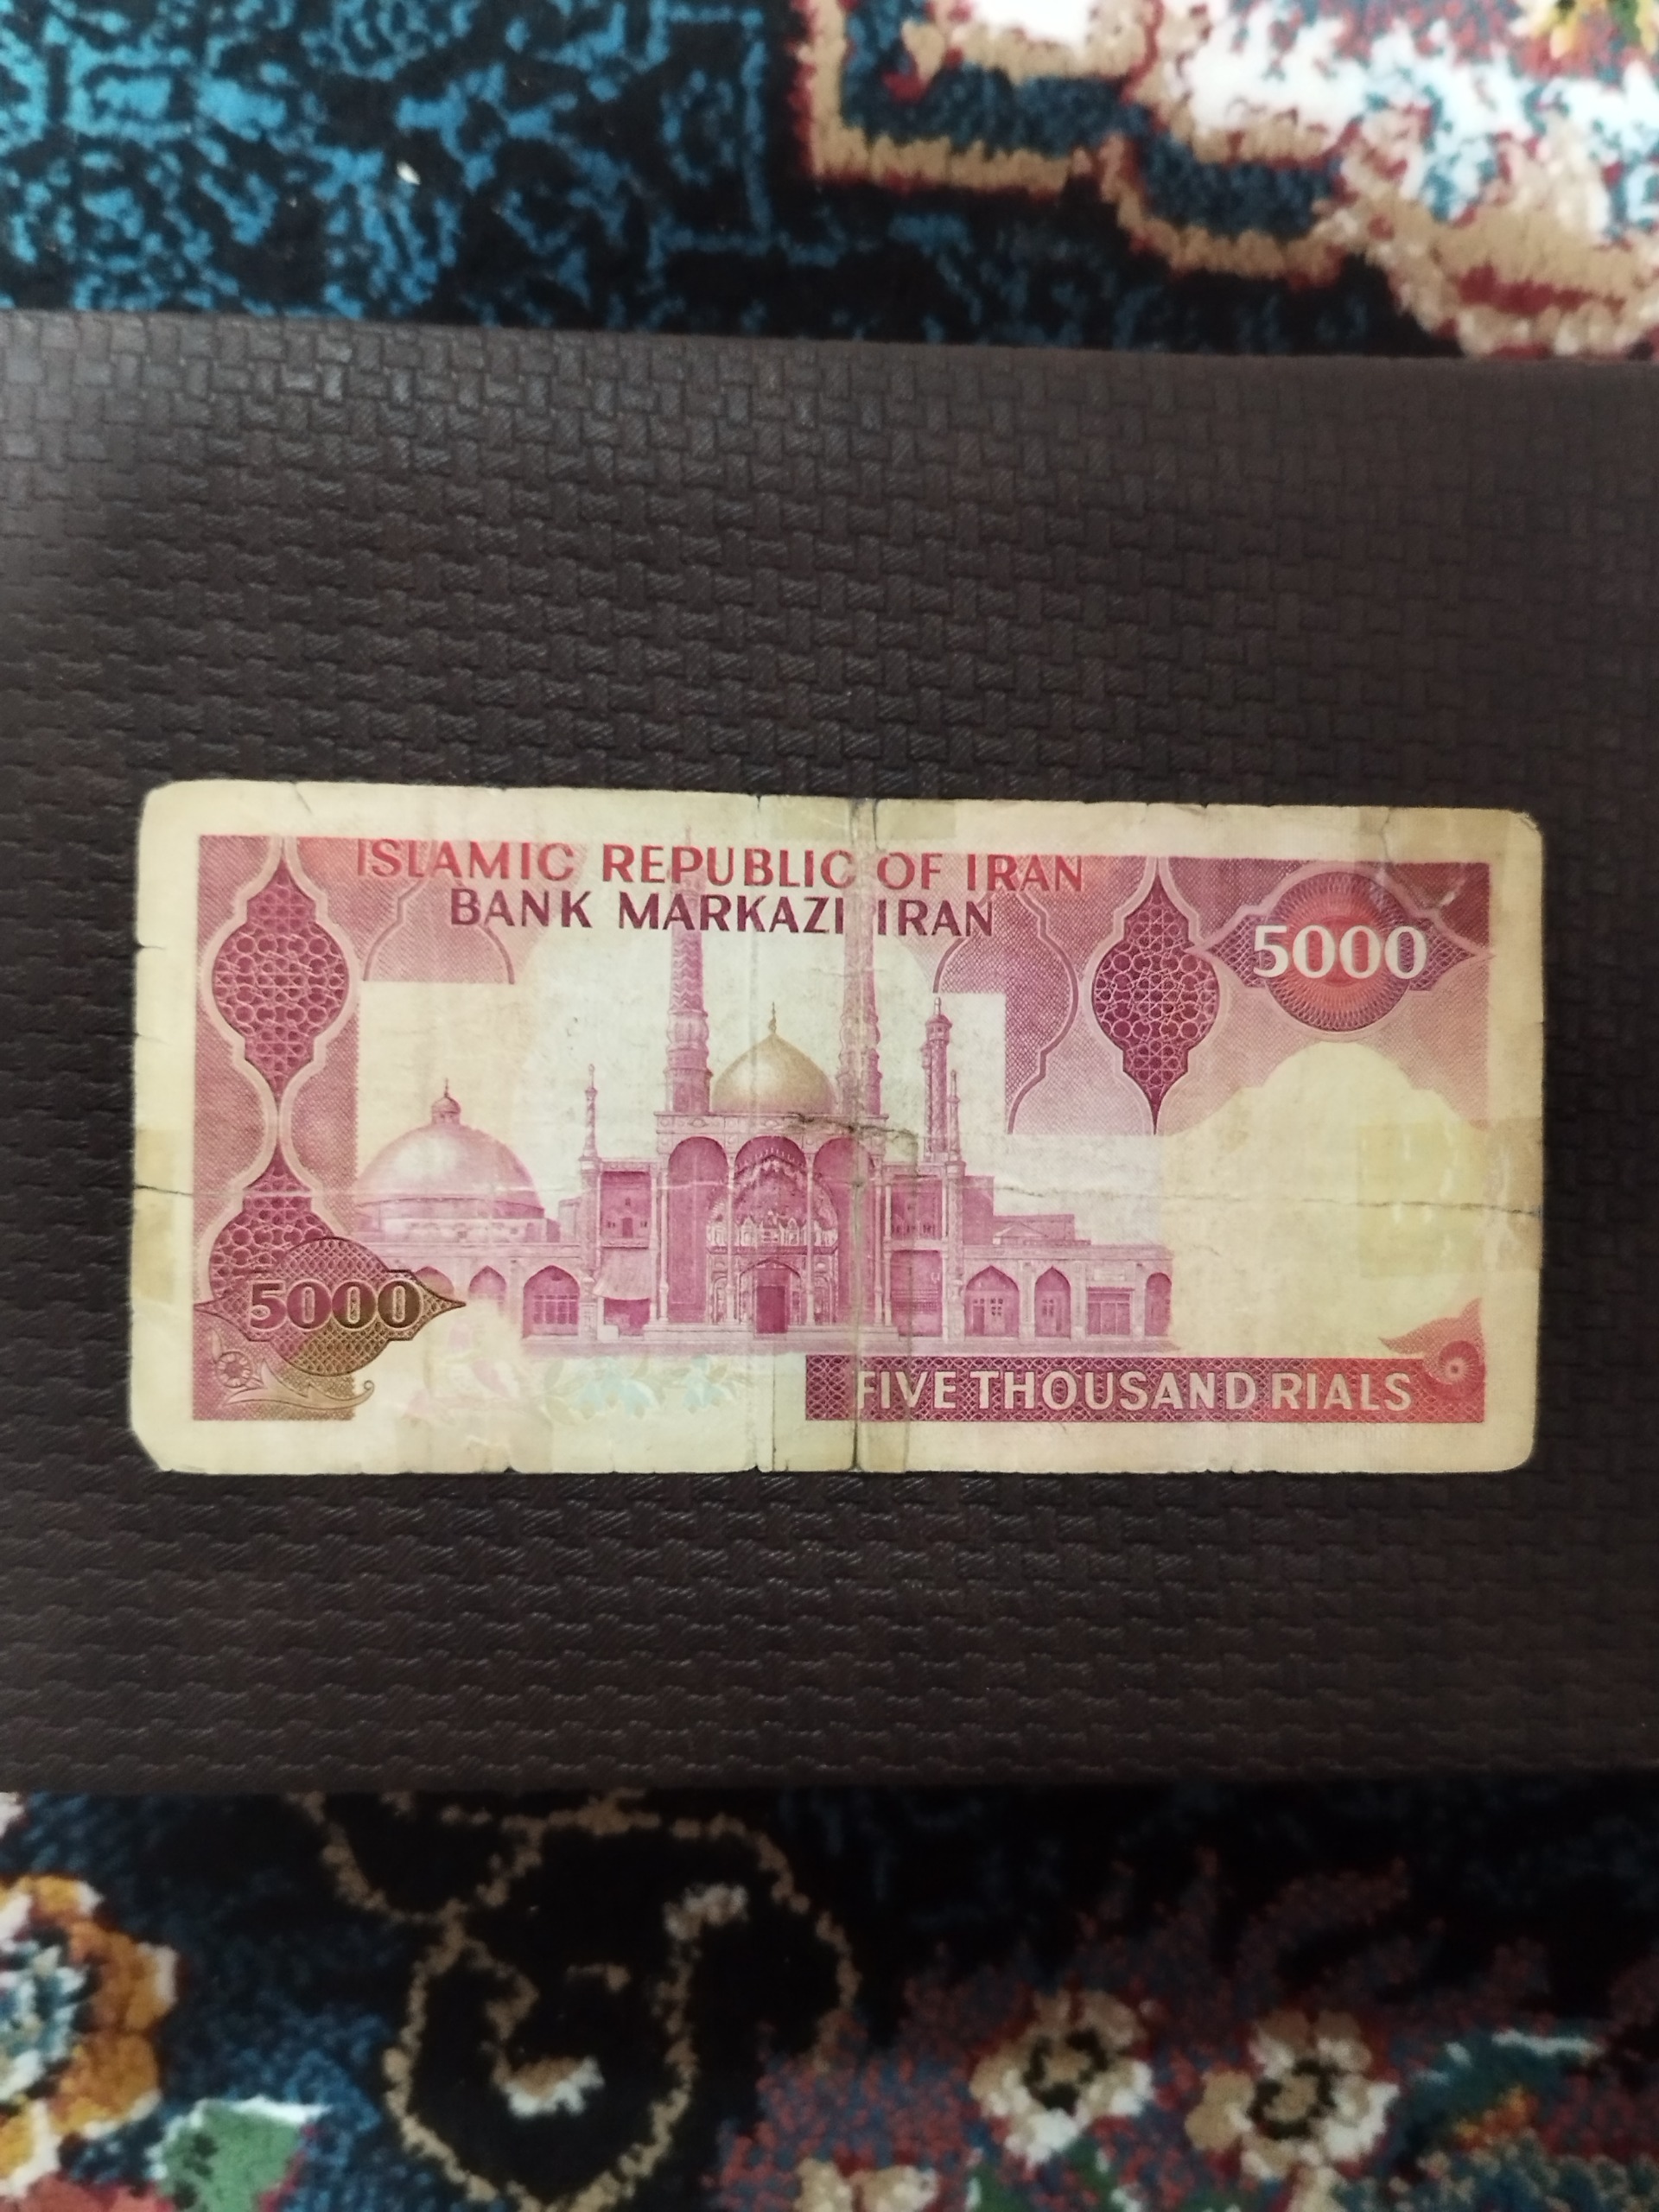 ISLAMIC REPUBLIC OF IRAN
BANK MARKAZI IRAN
5000
5000
FIVE THOUSAND RIALS